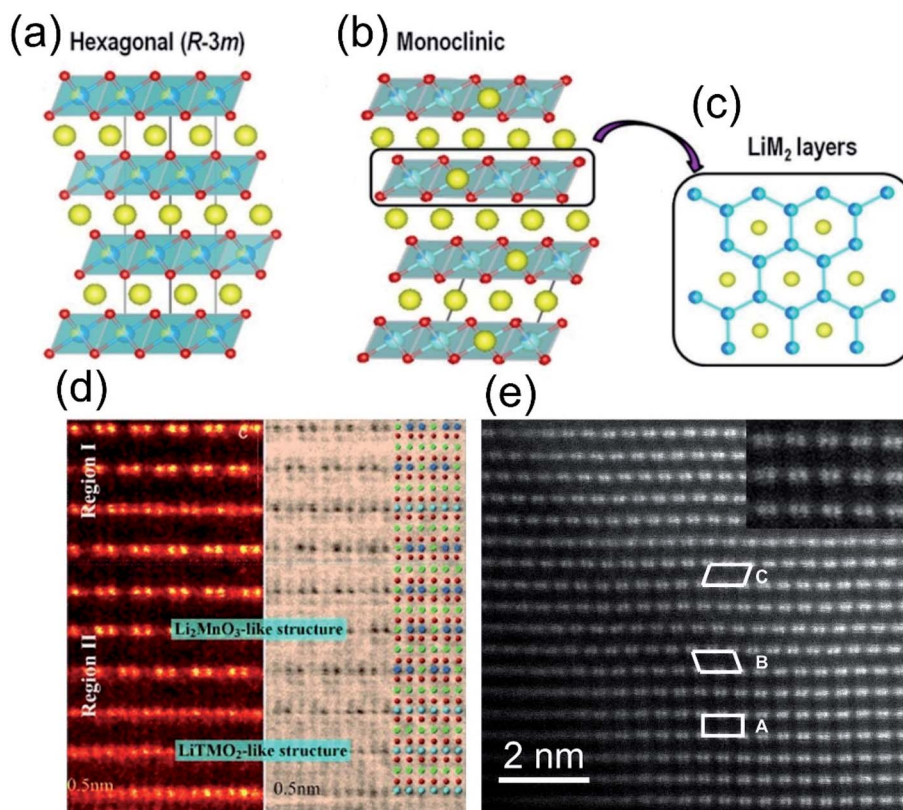 (a) Hexagonal (R-3m)
(b) Monoclinic
(c)
LiM₂ layers
(d)
(e)
Region I
C
Region II
Li₂MnO₃-like structure
LiTMO₂-like structure
0.5nm
0.5nm
C
B
A
2 nm